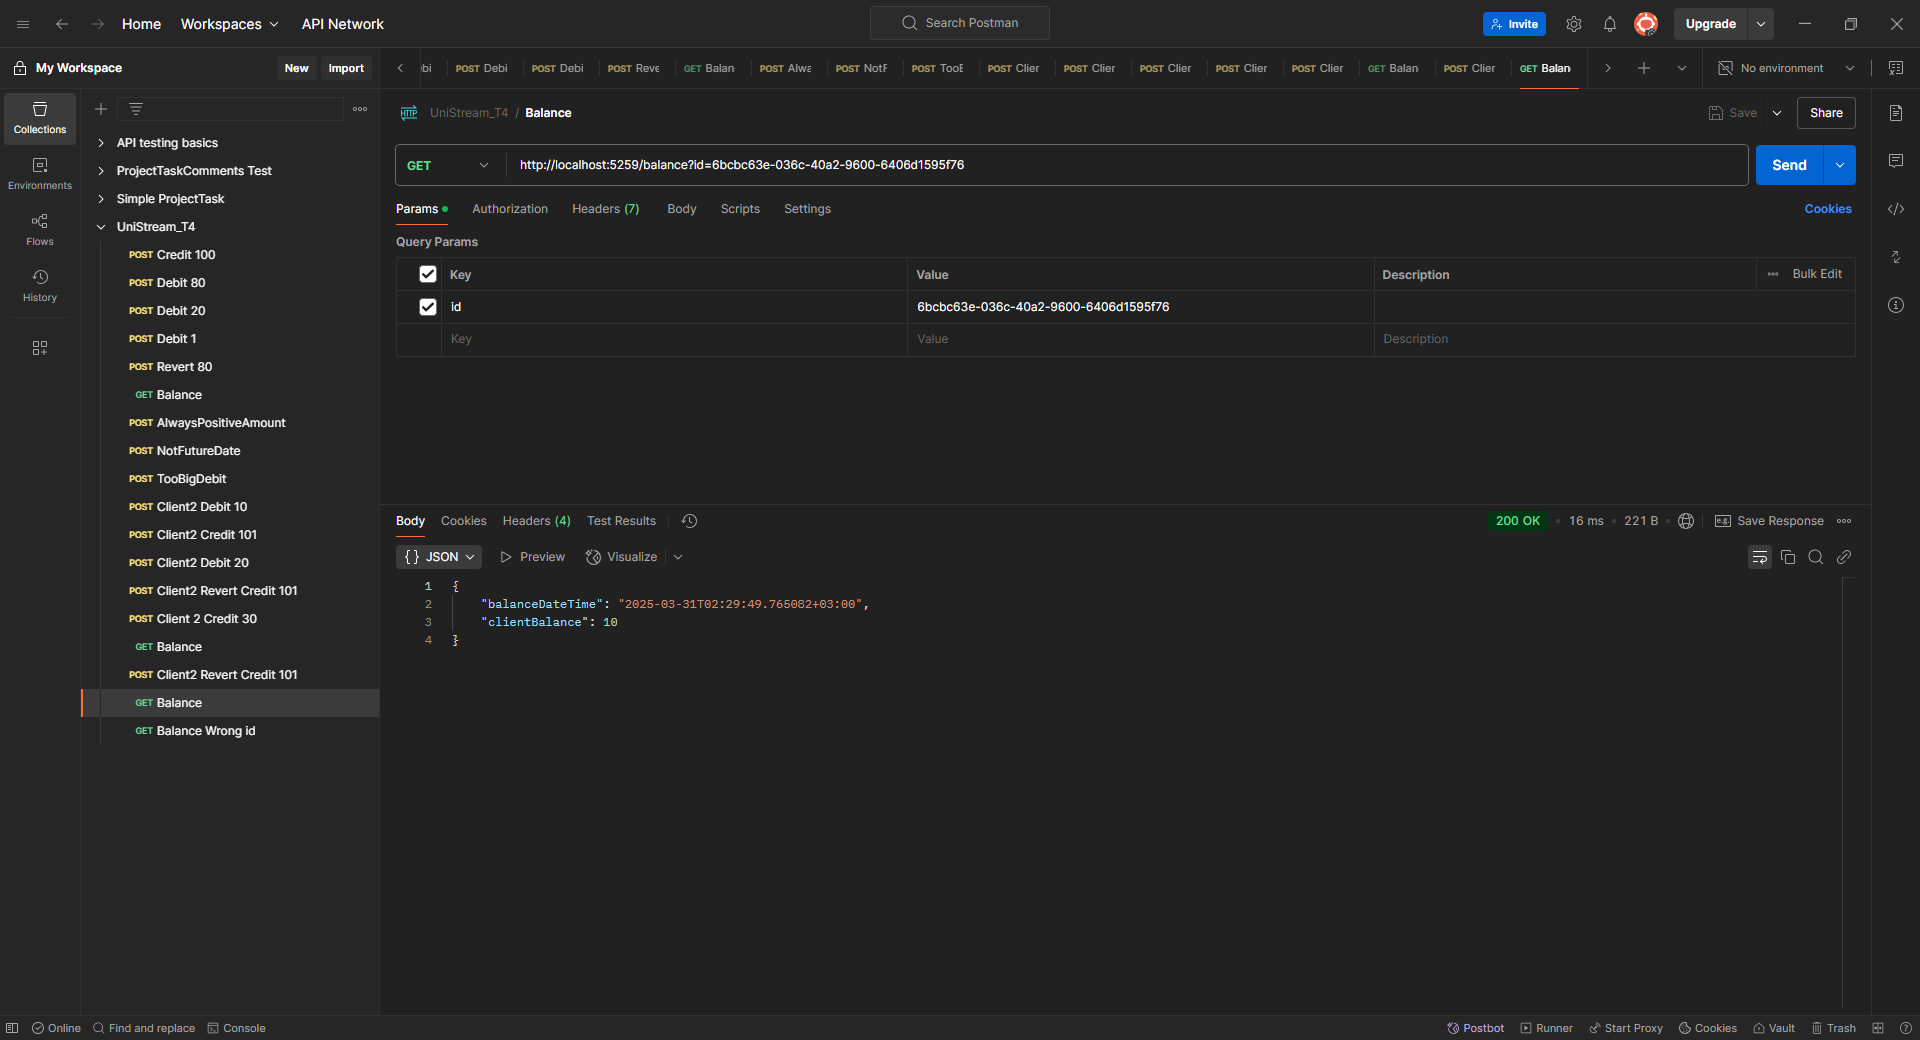 Home Workspaces API Network Search Postman Invite Upgrade
My Workspace New Import
bi POST Debi POST Debi POST Reve GET Balan POST Alwa POST NotF POST TooE POST Clier POST Clier POST Clier POST Clier POST Clier GET Balan POST Clier GET Balan No environment
Collections
Environments
Flows
History
API testing basics
ProjectTaskComments Test
Simple ProjectTask
UniStream_T4
POST Credit 100
POST Debit 80
POST Debit 20
POST Debit 1
POST Revert 80
GET Balance
POST AlwaysPositiveAmount
POST NotFutureDate
POST TooBigDebit
POST Client2 Debit 10
POST Client2 Credit 101
POST Client2 Debit 20
POST Client2 Revert Credit 101
POST Client 2 Credit 30
GET Balance
POST Client2 Revert Credit 101
GET Balance
GET Balance Wrong id
HTTP UniStream_T4 / Balance Save Share
GET http://localhost:5259/balance?id=6bcbc63e-036c-40a2-9600-6406d1595f76 Send
Params Authorization Headers (7) Body Scripts Settings Cookies
Query Params
Key Value Description Bulk Edit
id 6bcbc63e-036c-40a2-9600-6406d1595f76
Key Value Description
Body Cookies Headers (4) Test Results 200 OK 16 ms 221 B e.g. Save Response
{} JSON Preview Visualize
1 {
2 "balanceDateTime": "2025-03-31T02:29:49.765082+03:00",
3 "clientBalance": 10
4 }
Online Find and replace Console Postbot Runner Start Proxy Cookies Vault Trash